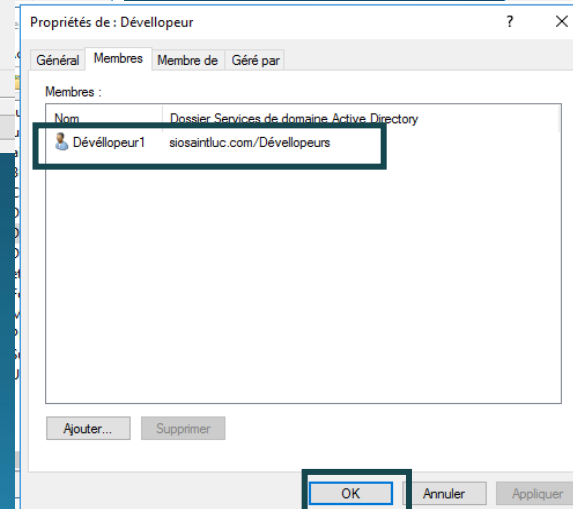 Propriétés de : Dévellopeur ? ×
Général Membres Membre de Géré par
Membres :
Nom Dossier Services de domaine Active Directory
Dévéllopeur1 siosaintluc.com/Dévellopeurs
Ajouter... Supprimer
OK Annuler Appliquer